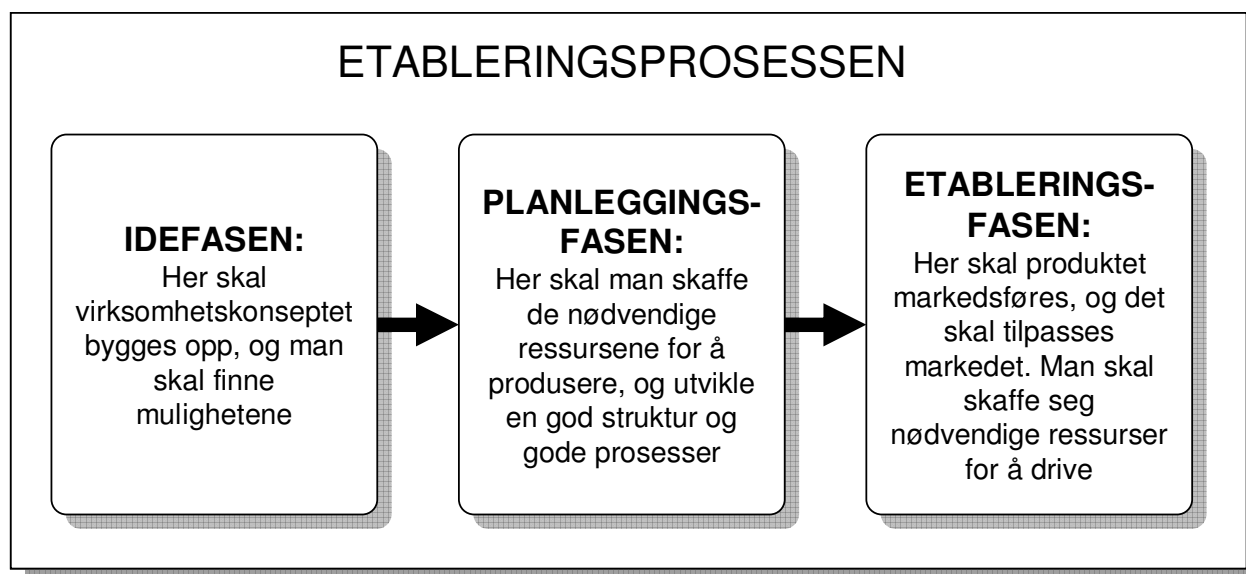 ETABLERINGSPROSESSEN
IDEFASEN:
Her skal
virksomhetskonseptet
bygges opp, og man
skal finne
mulighetene
PLANLEGGINGS-
FASEN:
Her skal man skaffe
de nødvendige
ressursene for å
produsere, og utvikle
en god struktur og
gode prosesser
ETABLERINGS-
FASEN:
Her skal produktet
markedsføres, og det
skal tilpasses
markedet. Man skal
skaffe seg
nødvendige ressurser
for å drive